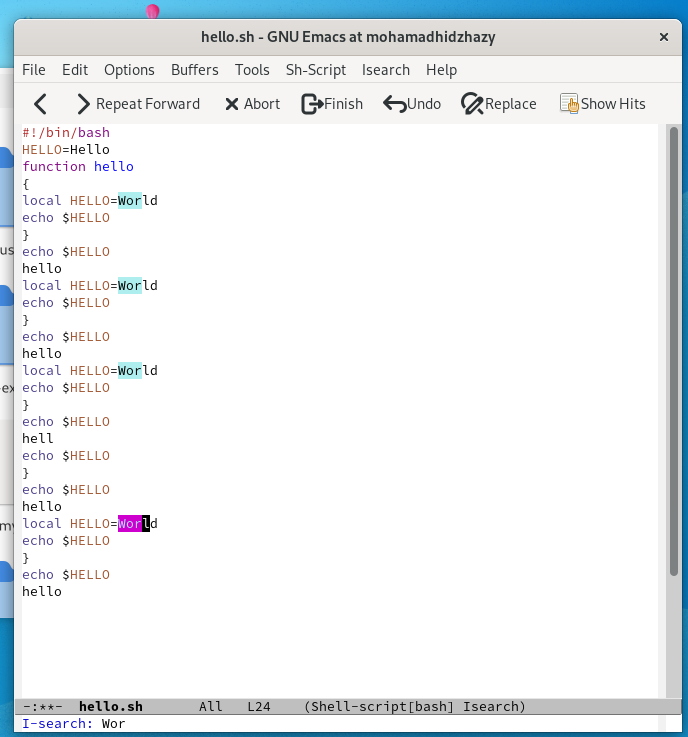 hello.sh - GNU Emacs at mohamadhidzhazy
File Edit Options Buffers Tools Sh-Script Isearch Help
Repeat Forward Abort Finish Undo Replace Show Hits
#!/bin/bash
HELLO=Hello
function hello
{
local HELLO=World
echo $HELLO
}
echo $HELLO
hello
local HELLO=World
echo $HELLO
}
echo $HELLO
hello
local HELLO=World
echo $HELLO
}
echo $HELLO
hell
echo $HELLO
}
echo $HELLO
hello
local HELLO=World
echo $HELLO
}
echo $HELLO
hello
-:**- hello.sh All L24 (Shell-script[bash] Isearch)
I-search: Wor